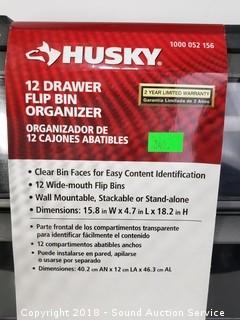 HUSKY
1000 052 156
12 DRAWER
FLIP BIN
ORGANIZER
2 YEAR LIMITED WARRANTY
Garantía Limitada de 2 Años
ORGANIZADOR DE
12 CAJONES ABATIBLES
• Clear Bin Faces for Easy Content Identification
• 12 Wide-mouth Flip Bins
• Wall Mountable, Stackable or Stand-alone
• Dimensions: 15.8 in W x 4.7 in L x 18.2 in H
• Parte frontal de los compartimentos transparente
para identificar fácilmente el contenido
• 12 compartimentos abatibles anchos
• Puede instalarse en pared, apilarse
o usarse por separado
• Dimensiones: 40.2 cm AN x 12 cm LA x 46.3 cm AL
Copyright 2018 - Sound Auction Service